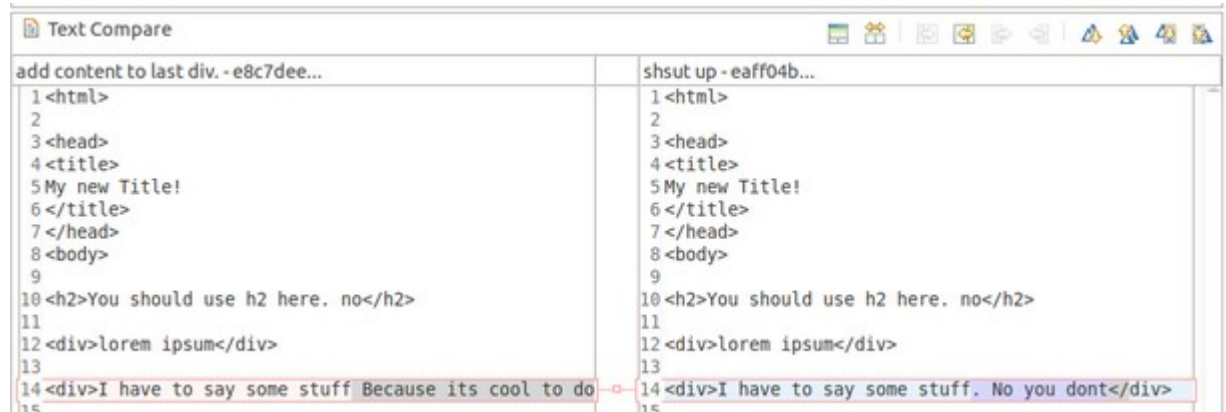 Text Compare
add content to last div. - e8c7dee...
1 <html>
2
3 <head>
4 <title>
5 My new Title!
6 </title>
7 </head>
8 <body>
9
10 <h2>You should use h2 here. no</h2>
11
12 <div>lorem ipsum</div>
13
14 <div>I have to say some stuff Because its cool to do
15
shsut up - eaff04b...
1 <html>
2
3 <head>
4 <title>
5 My new Title!
6 </title>
7 </head>
8 <body>
9
10 <h2>You should use h2 here. no</h2>
11
12 <div>lorem ipsum</div>
13
14 <div>I have to say some stuff. No you dont</div>
15